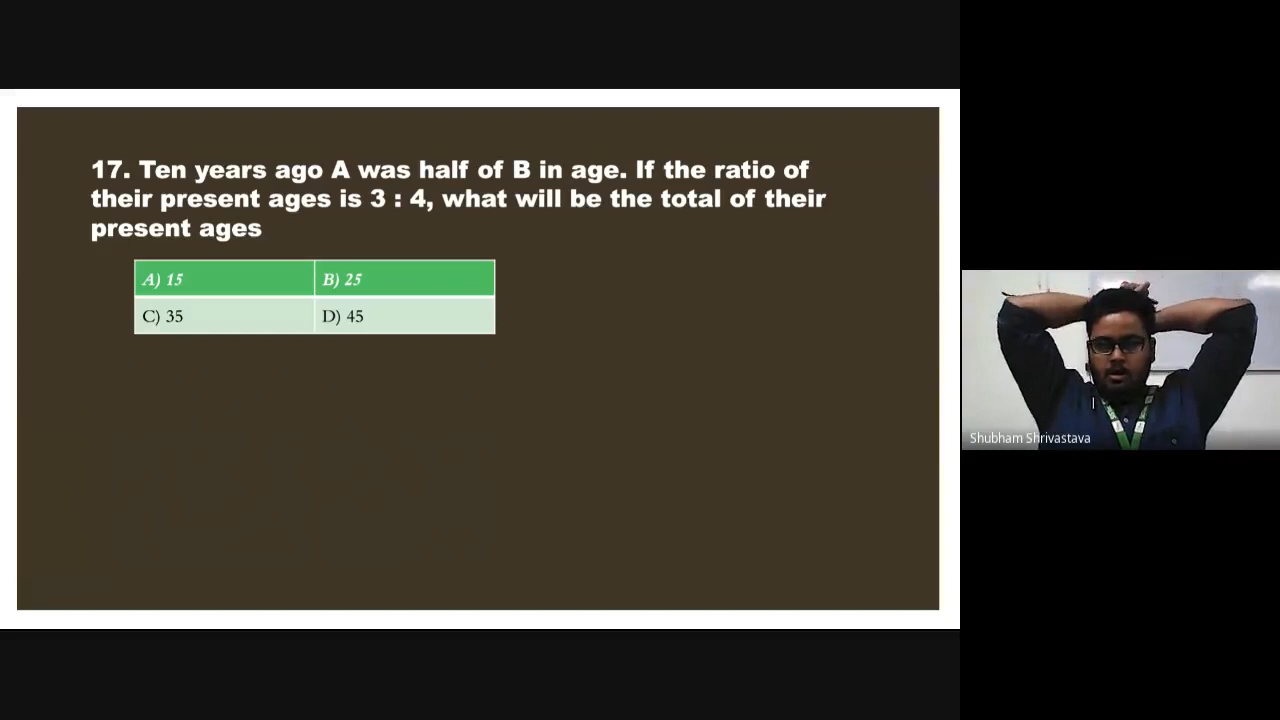 17. Ten years ago A was half of B in age. If the ratio of
their present ages is 3 : 4, what will be the total of their
present ages
A) 15 B) 25
C) 35 D) 45
Shubham Shrivastava